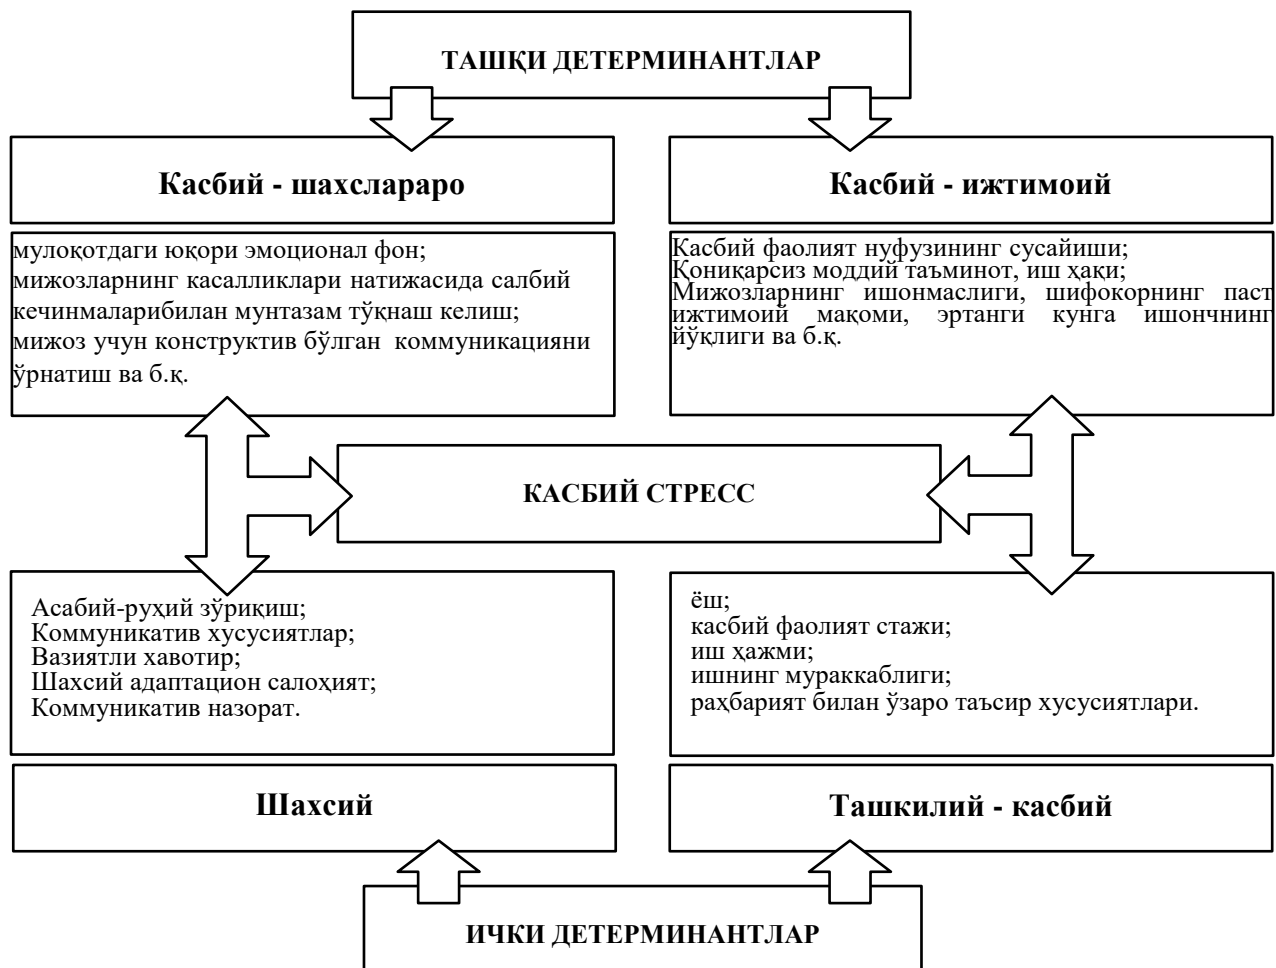 ТАШҚИ ДЕТЕРМИНАНТЛАР
Касбий - шахслараро
Касбий - ижтимоий
мулоқотдаги юқори эмоционал фон;
мижозларнинг касалликлари натижасида салбий
кечинмаларибилан мунтазам тўқнаш келиш;
мижоз учун конструктив бўлган коммуникацияни
ўрнатиш ва б.қ.
Касбий фаолият нуфузининг сусайиши;
Қониқарсиз моддий таъминот, иш ҳақи;
Мижозларнинг ишонмаслиги, шифокорнинг паст
ижтимоий мақоми, эртанги кунга ишончнинг
йўқлиги ва б.қ.
КАСБИЙ СТРЕСС
Асабий-руҳий зўриқиш;
Коммуникатив хусусиятлар;
Вазиятли хавотир;
Шахсий адаптацион салоҳият;
Коммуникатив назорат.
ёш;
касбий фаолият стажи;
иш ҳажми;
ишнинг мураккаблиги;
раҳбарият билан ўзаро таъсир хусусиятлари.
Шахсий
Ташкилий - касбий
ИЧКИ ДЕТЕРМИНАНТЛАР